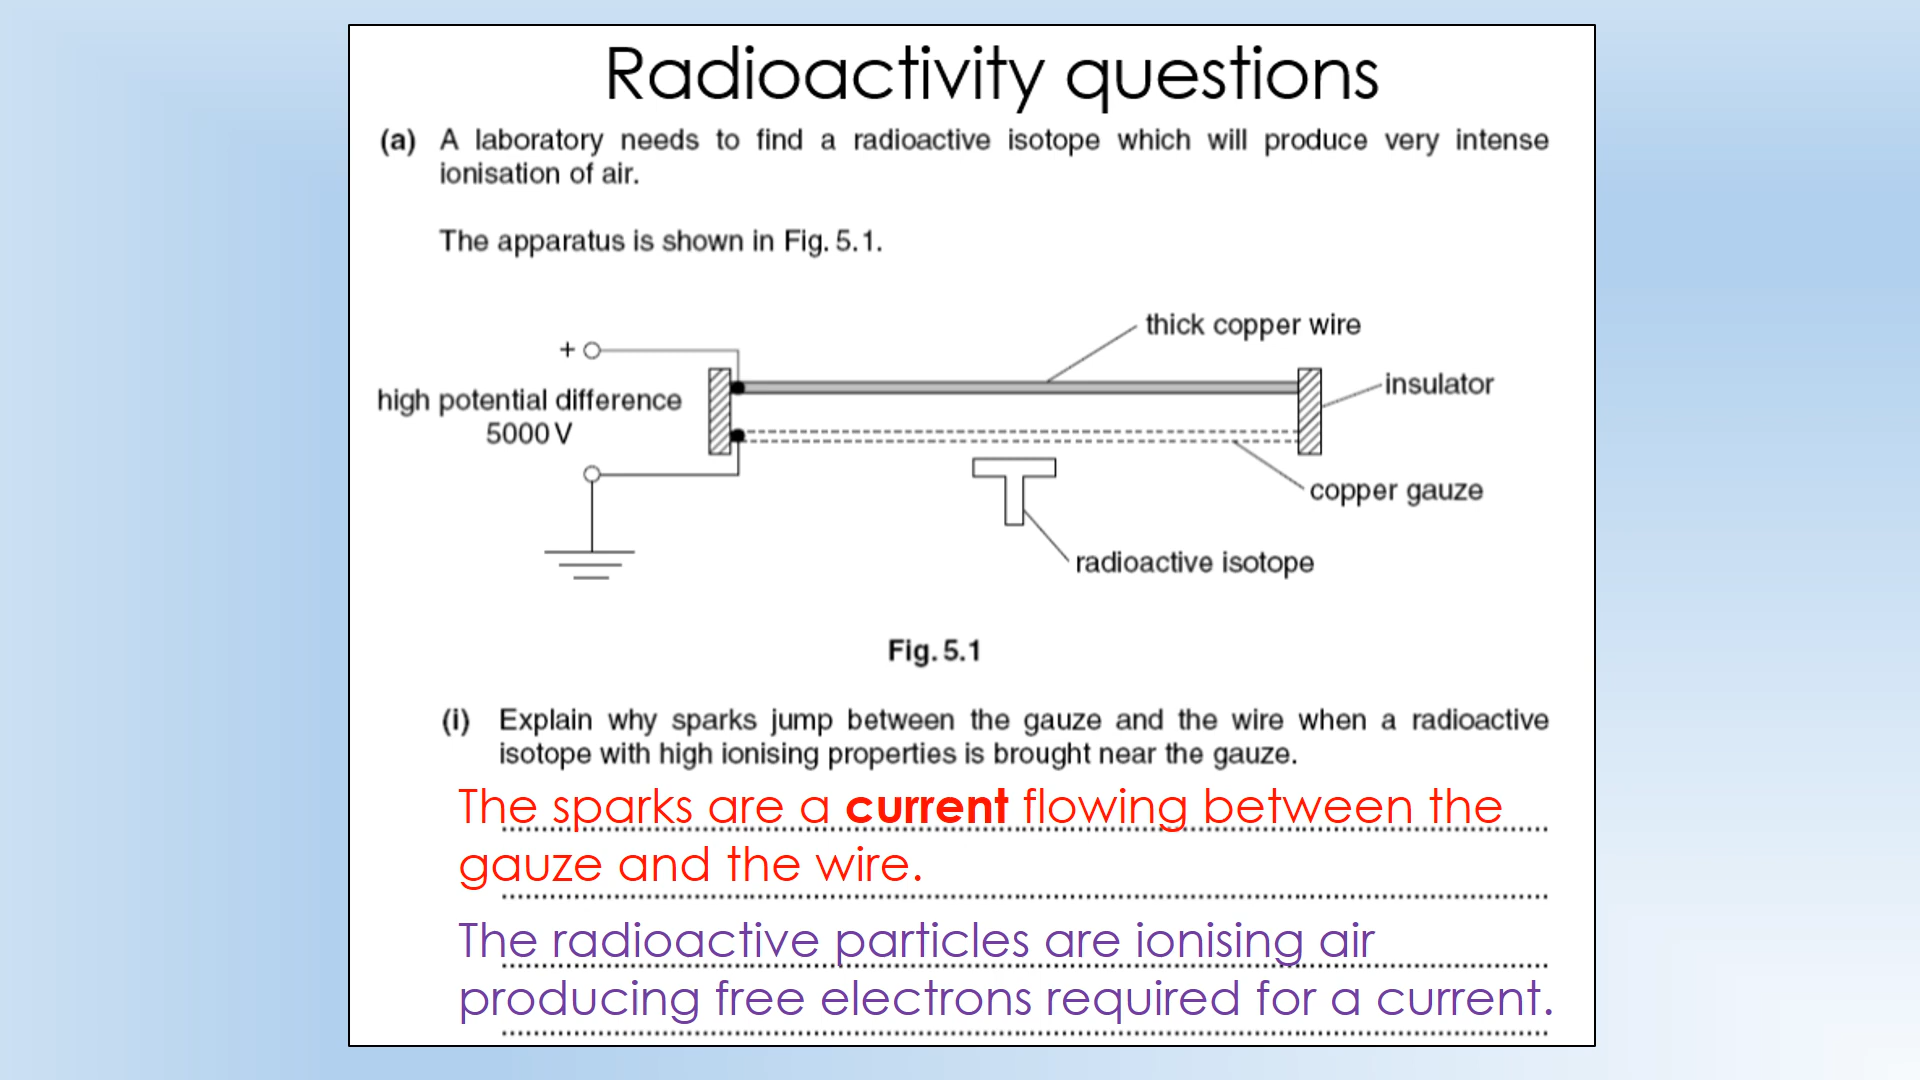 Radioactivity questions
(a) A laboratory needs to find a radioactive isotope which will produce very intense
ionisation of air.
The apparatus is shown in Fig. 5.1.
thick copper wire
+
insulator
high potential difference
5000 V
copper gauze
radioactive isotope
Fig. 5.1
(i) Explain why sparks jump between the gauze and the wire when a radioactive
isotope with high ionising properties is brought near the gauze.
The sparks are a current flowing between the
gauze and the wire.
The radioactive particles are ionising air
producing free electrons required for a current.